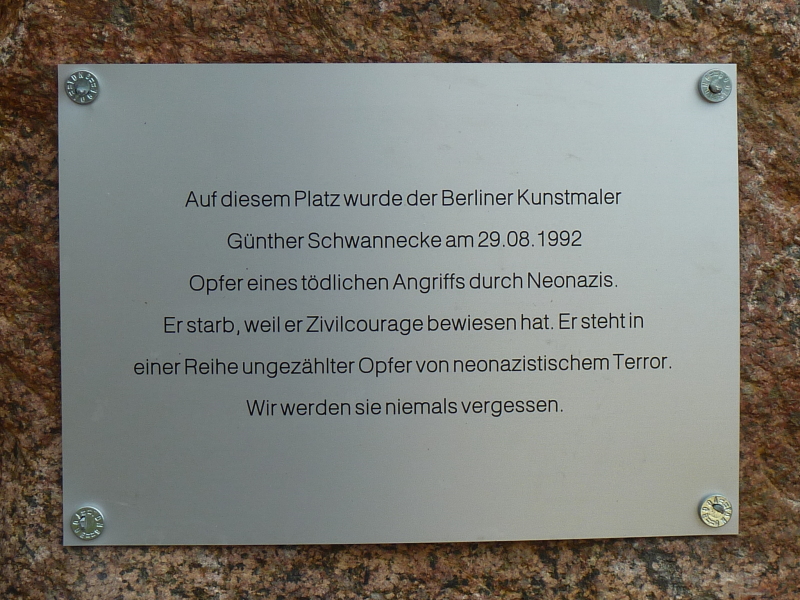 Auf diesem Platz wurde der Berliner Kunstmaler
Günther Schwannecke am 29.08.1992
Opfer eines tödlichen Angriffs durch Neonazis.
Er starb, weil er Zivilcourage bewiesen hat. Er steht in
einer Reihe ungezählter Opfer von neonazistischem Terror.
Wir werden sie niemals vergessen.